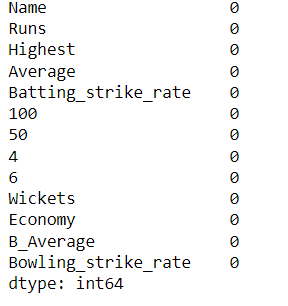 Name 0
Runs 0
Highest 0
Average 0
Batting_strike_rate 0
100 0
50 0
4 0
6 0
Wickets 0
Economy 0
B_Average 0
Bowling_strike_rate 0
dtype: int64